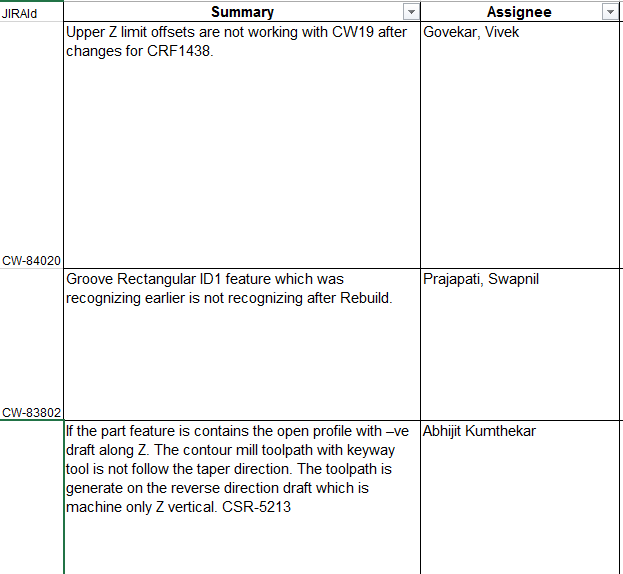 JIRAId Summary Assignee
Upper Z limit offsets are not working with CW19 after Govekar, Vivek
changes for CRF1438.
CW-84020
Groove Rectangular ID1 feature which was Prajapati, Swapnil
recognizing earlier is not recognizing after Rebuild.
CW-83802
If the part feature is contains the open profile with –ve Abhijit Kumthekar
draft along Z. The contour mill toolpath with keyway
tool is not follow the taper direction. The toolpath is
generate on the reverse direction draft which is
machine only Z vertical. CSR-5213